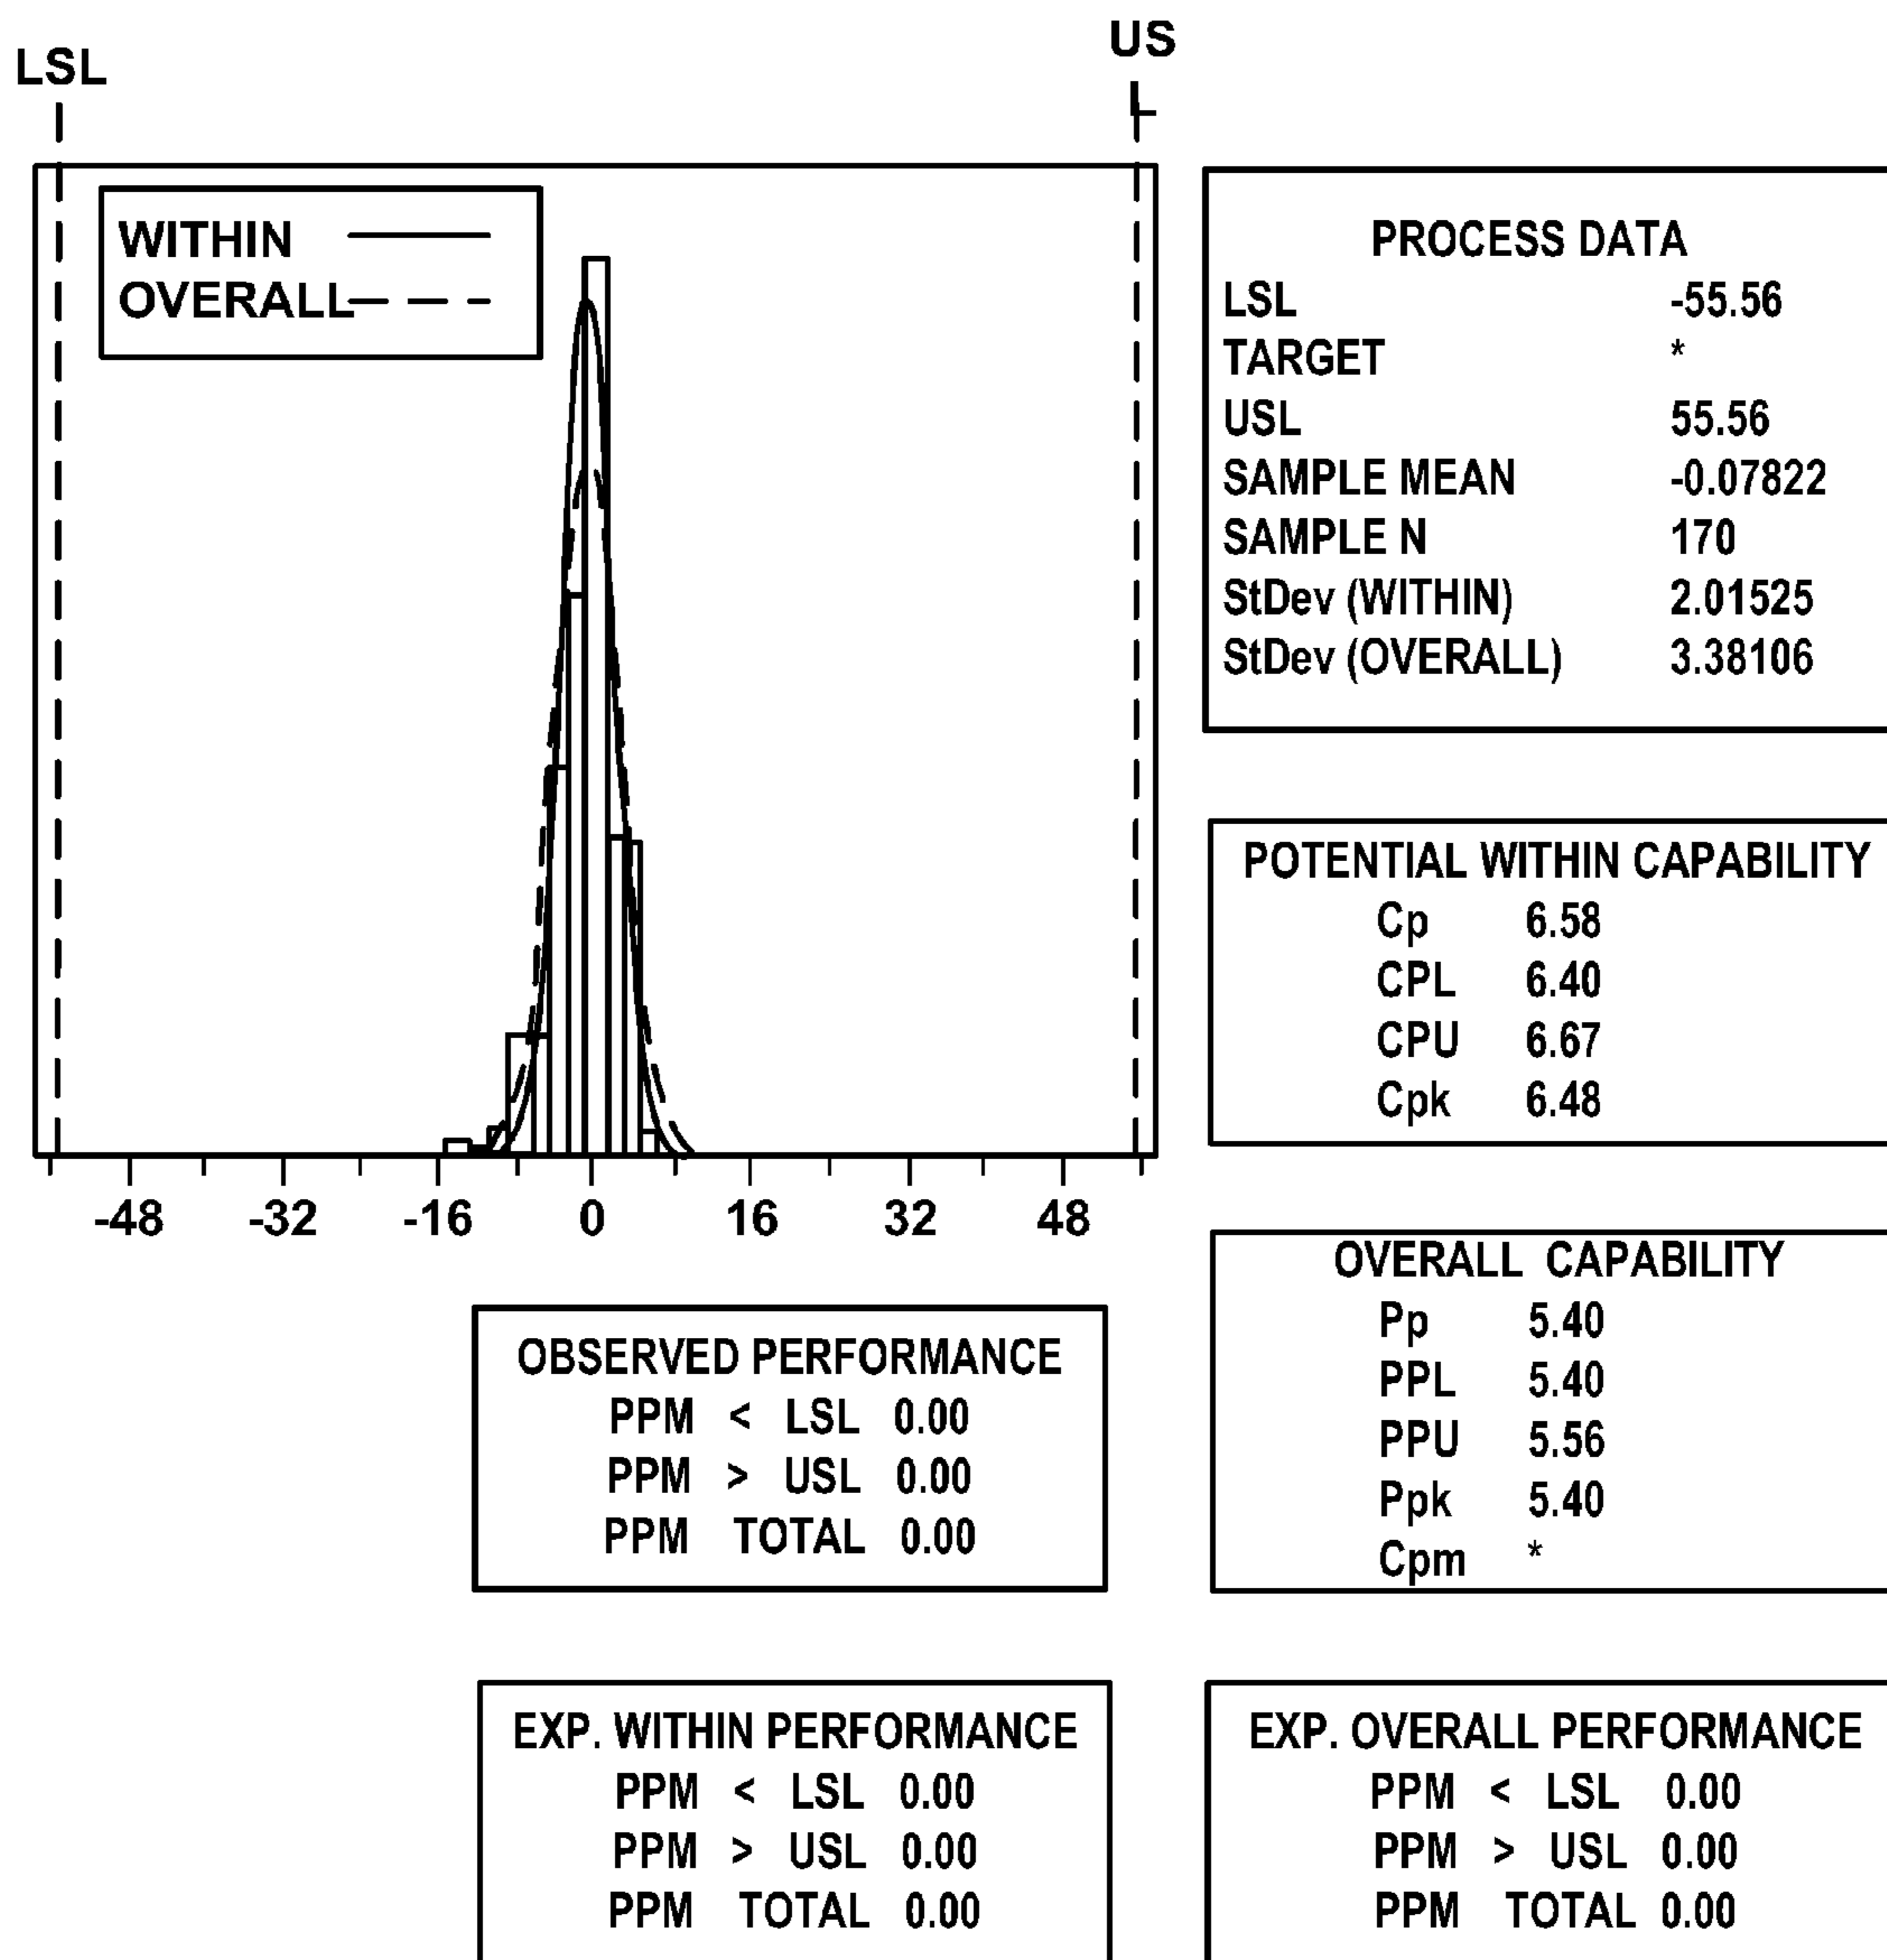 LSL
US
L
WITHIN
OVERALL
-48 -32 -16 0 16 32 48
PROCESS DATA
LSL -55.56
TARGET *
USL 55.56
SAMPLE MEAN -0.07822
SAMPLE N 170
StDev (WITHIN) 2.01525
StDev (OVERALL) 3.38106
POTENTIAL WITHIN CAPABILITY
Cp 6.58
CPL 6.40
CPU 6.67
Cpk 6.48
OVERALL CAPABILITY
Pp 5.40
PPL 5.40
PPU 5.56
Ppk 5.40
Cpm *
OBSERVED PERFORMANCE
PPM < LSL 0.00
PPM > USL 0.00
PPM TOTAL 0.00
EXP. WITHIN PERFORMANCE
PPM < LSL 0.00
PPM > USL 0.00
PPM TOTAL 0.00
EXP. OVERALL PERFORMANCE
PPM < LSL 0.00
PPM > USL 0.00
PPM TOTAL 0.00